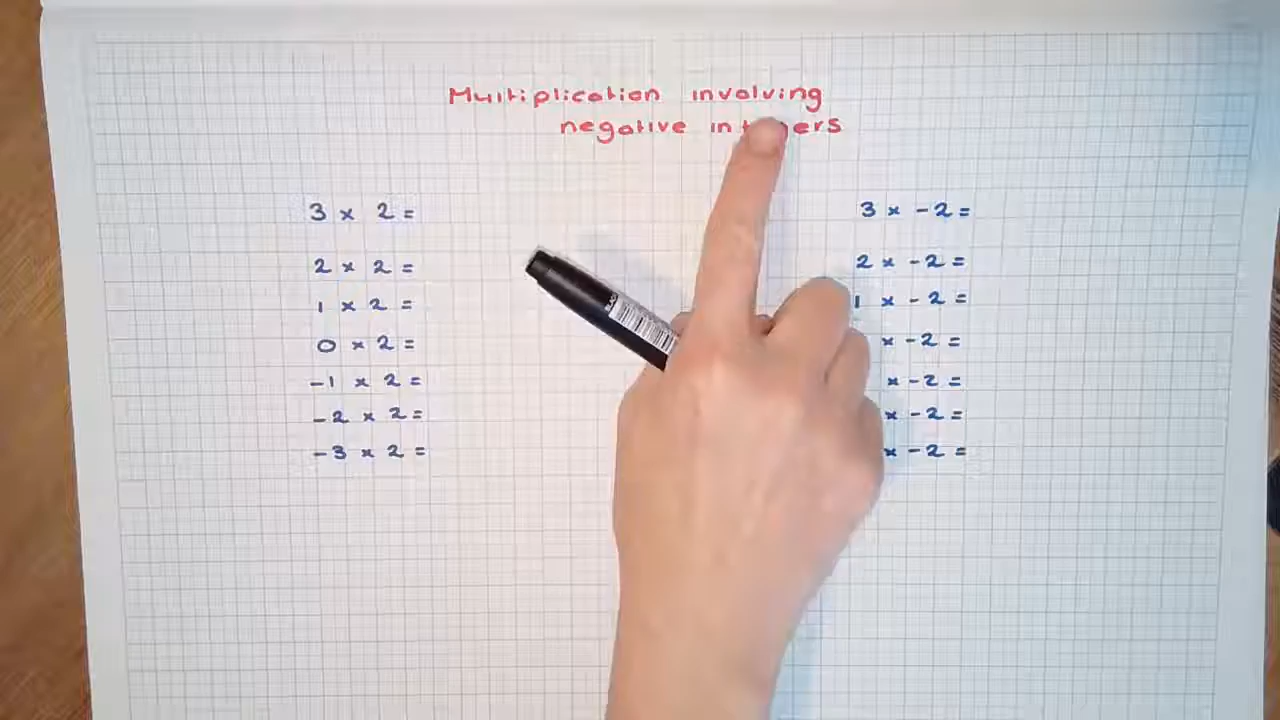 Multiplication involving
negative
3 x 2 =
2 x 2 =
1 x 2 =
0 x 2 =
-1 x 2 =
-2 x 2 =
-3 x 2 =
3 x -2 =
2 x -2 =
1 x -2 =
x -2 =
x -2 =
x -2 =
x -2 =
BLACK